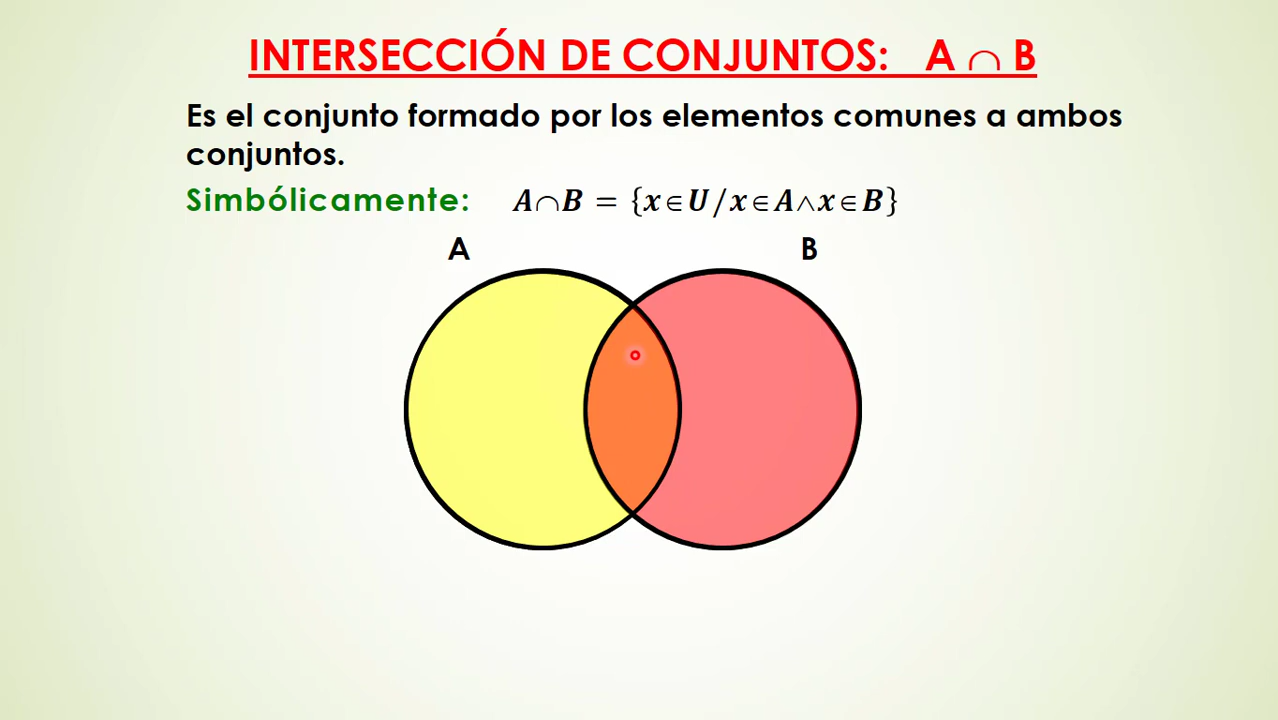 INTERSECCIÓN DE CONJUNTOS: A ∩ B
Es el conjunto formado por los elementos comunes a ambos
conjuntos.
Simbólicamente: A∩B = {x∈U/x∈A∧x∈B}
A B